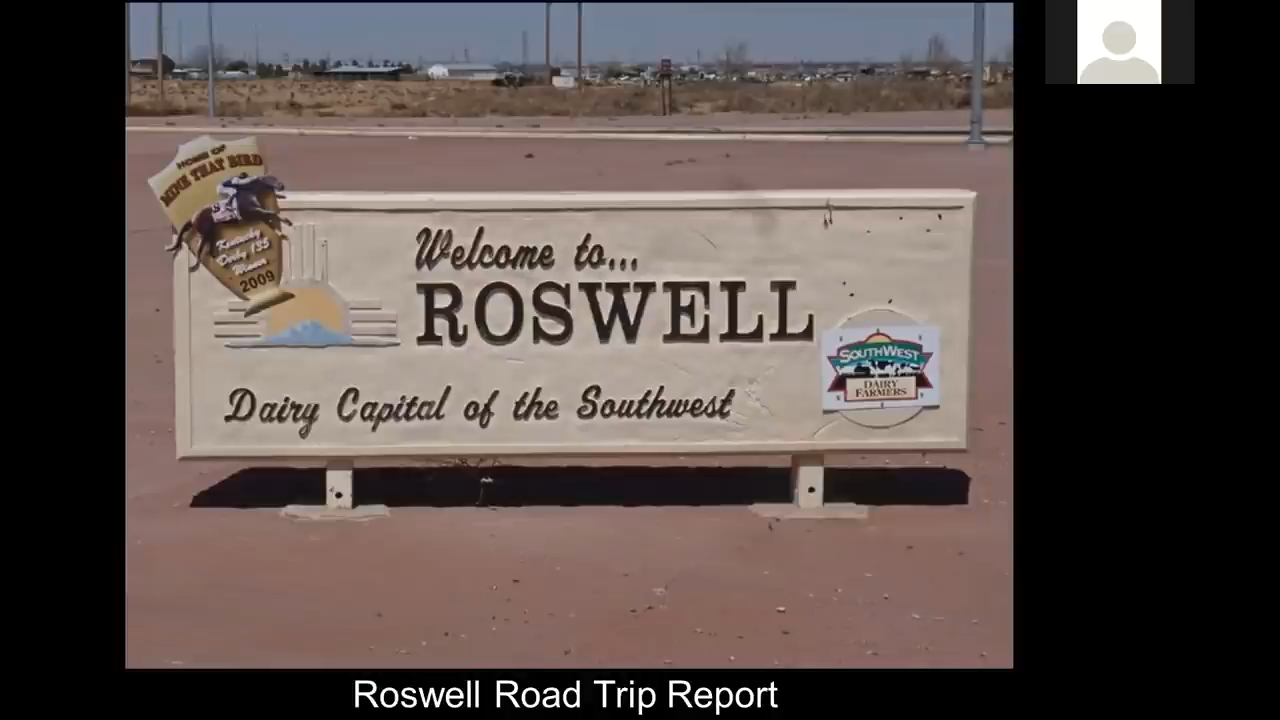 HOME OF
MINE THAT BIRD
Kentucky
Derby 135
Winner
2009
Welcome to...
ROSWELL
Dairy Capital of the Southwest
SOUTHWEST
DAIRY
FARMERS
Roswell Road Trip Report